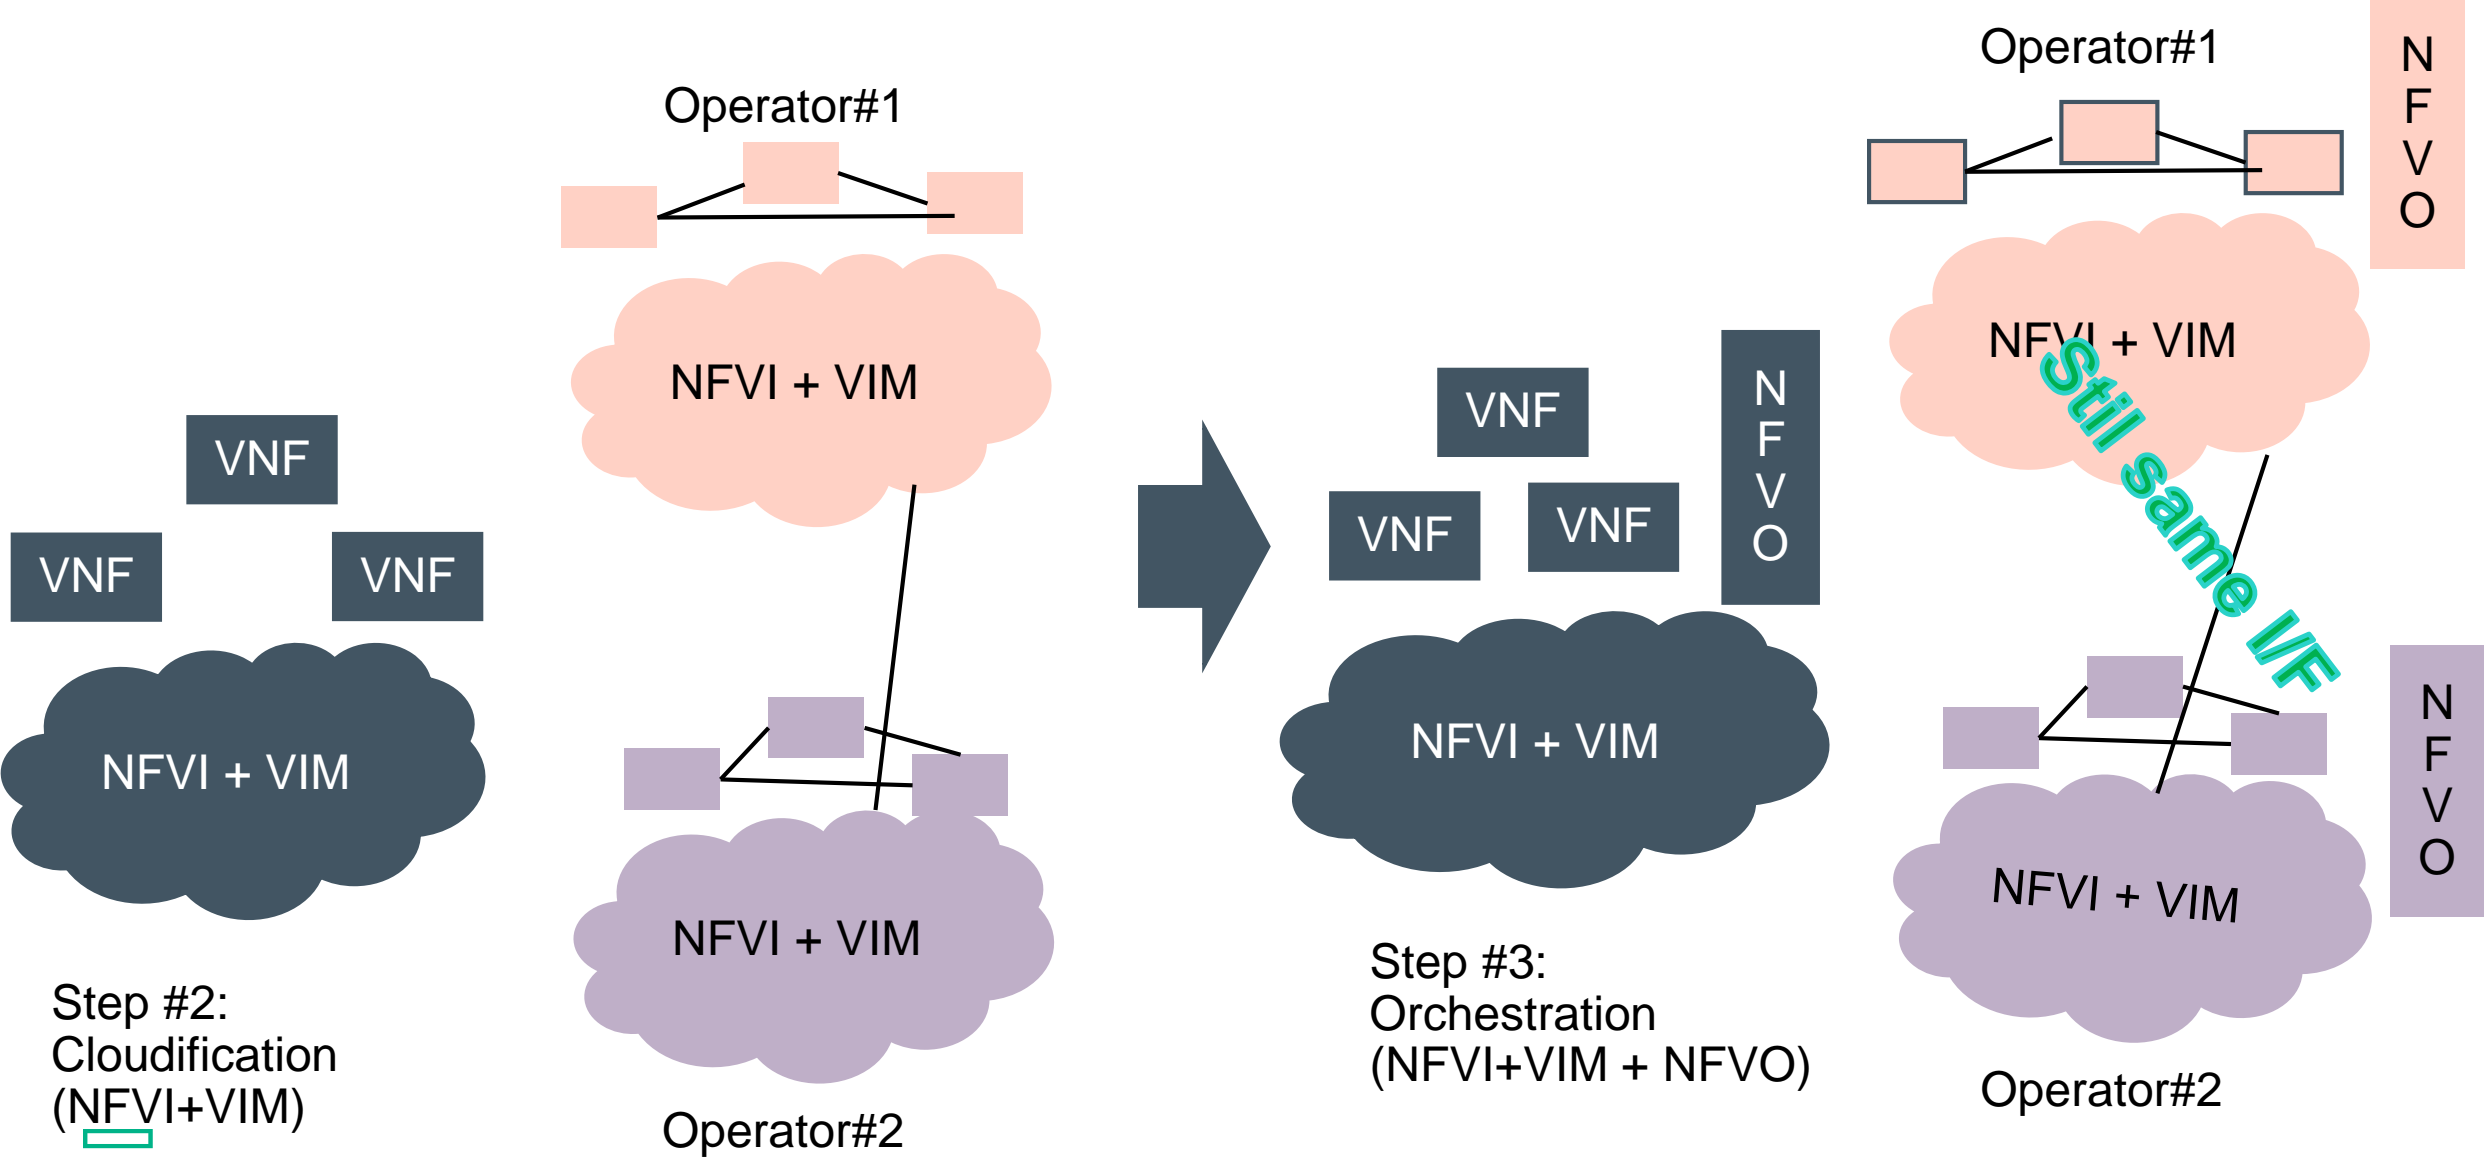 Operator#1
NFVI + VIM
VNF
VNF
VNF
NFVI + VIM
NFVI + VIM
Step #2:
Cloudification
(NFVI+VIM)
Operator#2
Operator#1
N
F
V
O
NFVI + VIM
Still same I/F
VNF
VNF
VNF
N
F
V
O
NFVI + VIM
N
F
V
O
NFVI + VIM
Step #3:
Orchestration
(NFVI+VIM + NFVO)
Operator#2